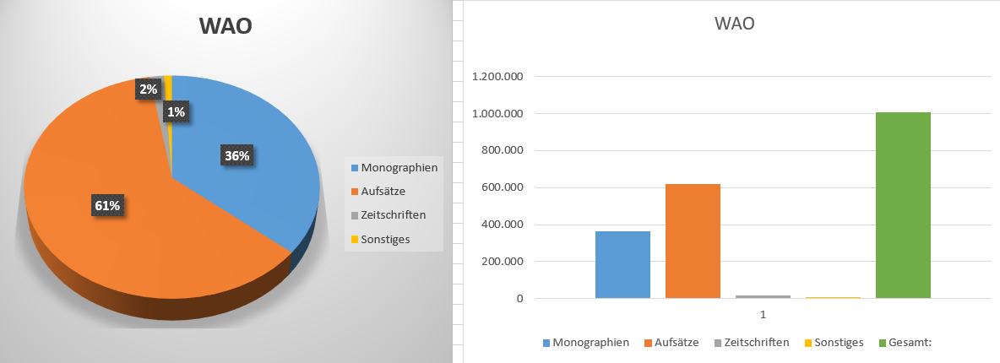 WAO
2%
1%
36%
61%
Monographien
Aufsätze
Zeitschriften
Sonstiges
WAO
1.200.000
1.000.000
800.000
600.000
400.000
200.000
0
1
Monographien Aufsätze Zeitschriften Sonstiges Gesamt: